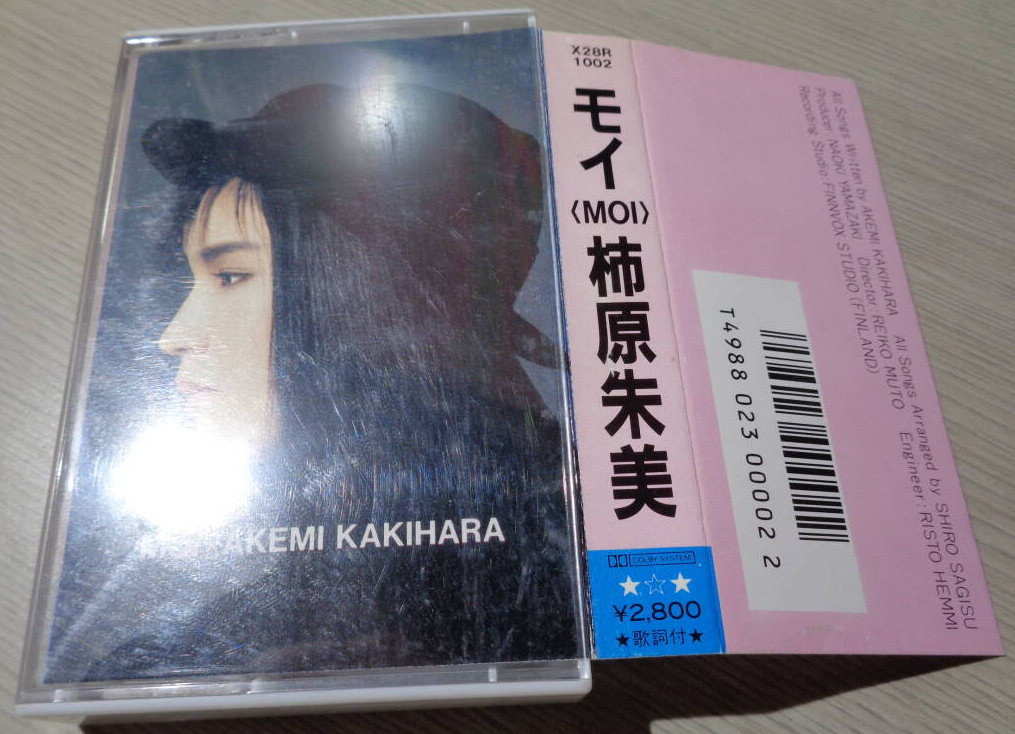 KEMI KAKIHARA
X28R
1002
モイ
〈MOI〉
柿原朱美
DOLBY SYSTEM
★☆★
¥2,800
★歌詞付★
All Songs Written by AKEMI KAKIHARA All Songs Arranged by SHIRO SAGISU
Producer: NAOKI YAMAZAKI Director: REIKO MUTO Engineer: RISTO HEMMI
Recording Studio: FINNVOX STUDIO (FINLAND)
T4988 023 00002 2